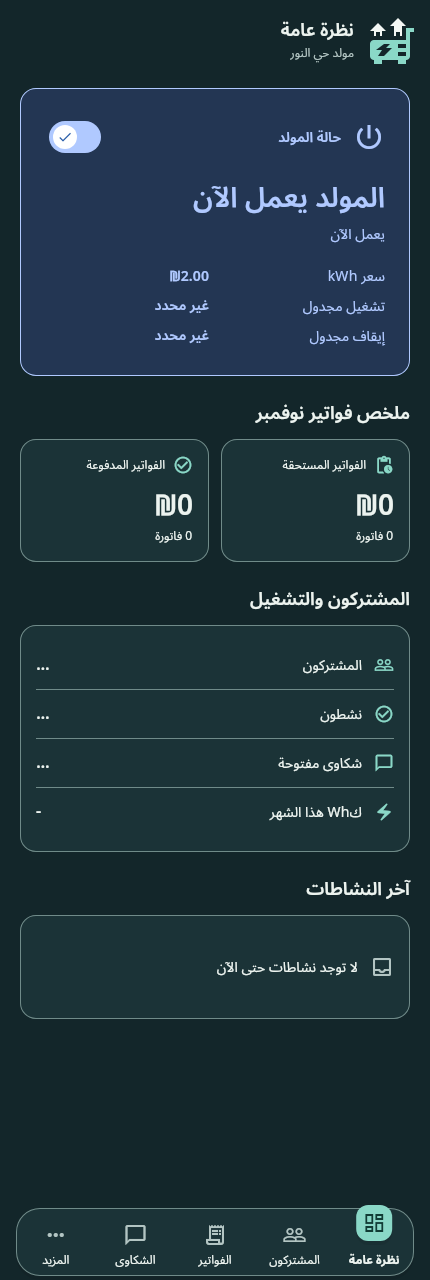 نظرة عامة
مولد حي النور
حالة المولد
المولد يعمل الآن
يعمل الآن
سعر kWh ₪2.00
تشغيل مجدول غير محدد
إيقاف مجدول غير محدد
ملخص فواتير نوفمبر
الفواتير المستحقة
₪0
0 فاتورة
الفواتير المدفوعة
₪0
0 فاتورة
المشتركون والتشغيل
المشتركون ...
نشطون ...
شكاوى مفتوحة ...
كWh هذا الشهر -
آخر النشاطات
لا توجد نشاطات حتى الآن
نظرة عامة
المشتركون
الفواتير
الشكاوى
المزيد